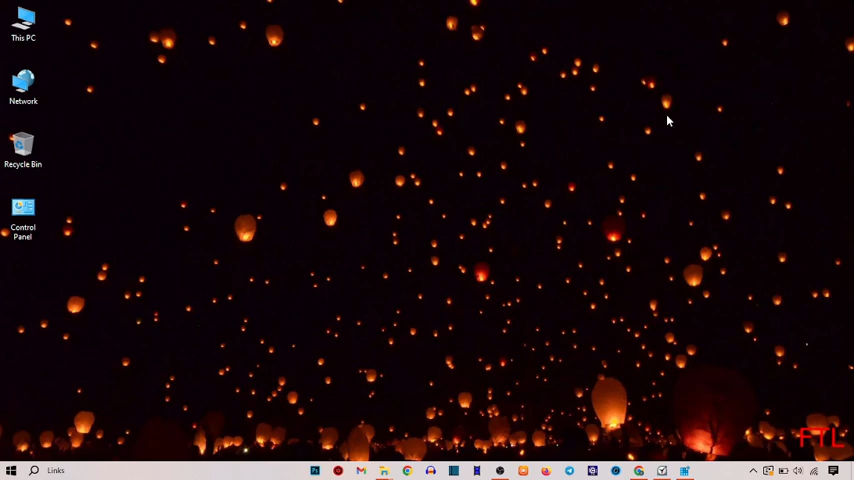 This PC
Network
Recycle Bin
Control
Panel
FTL
Links